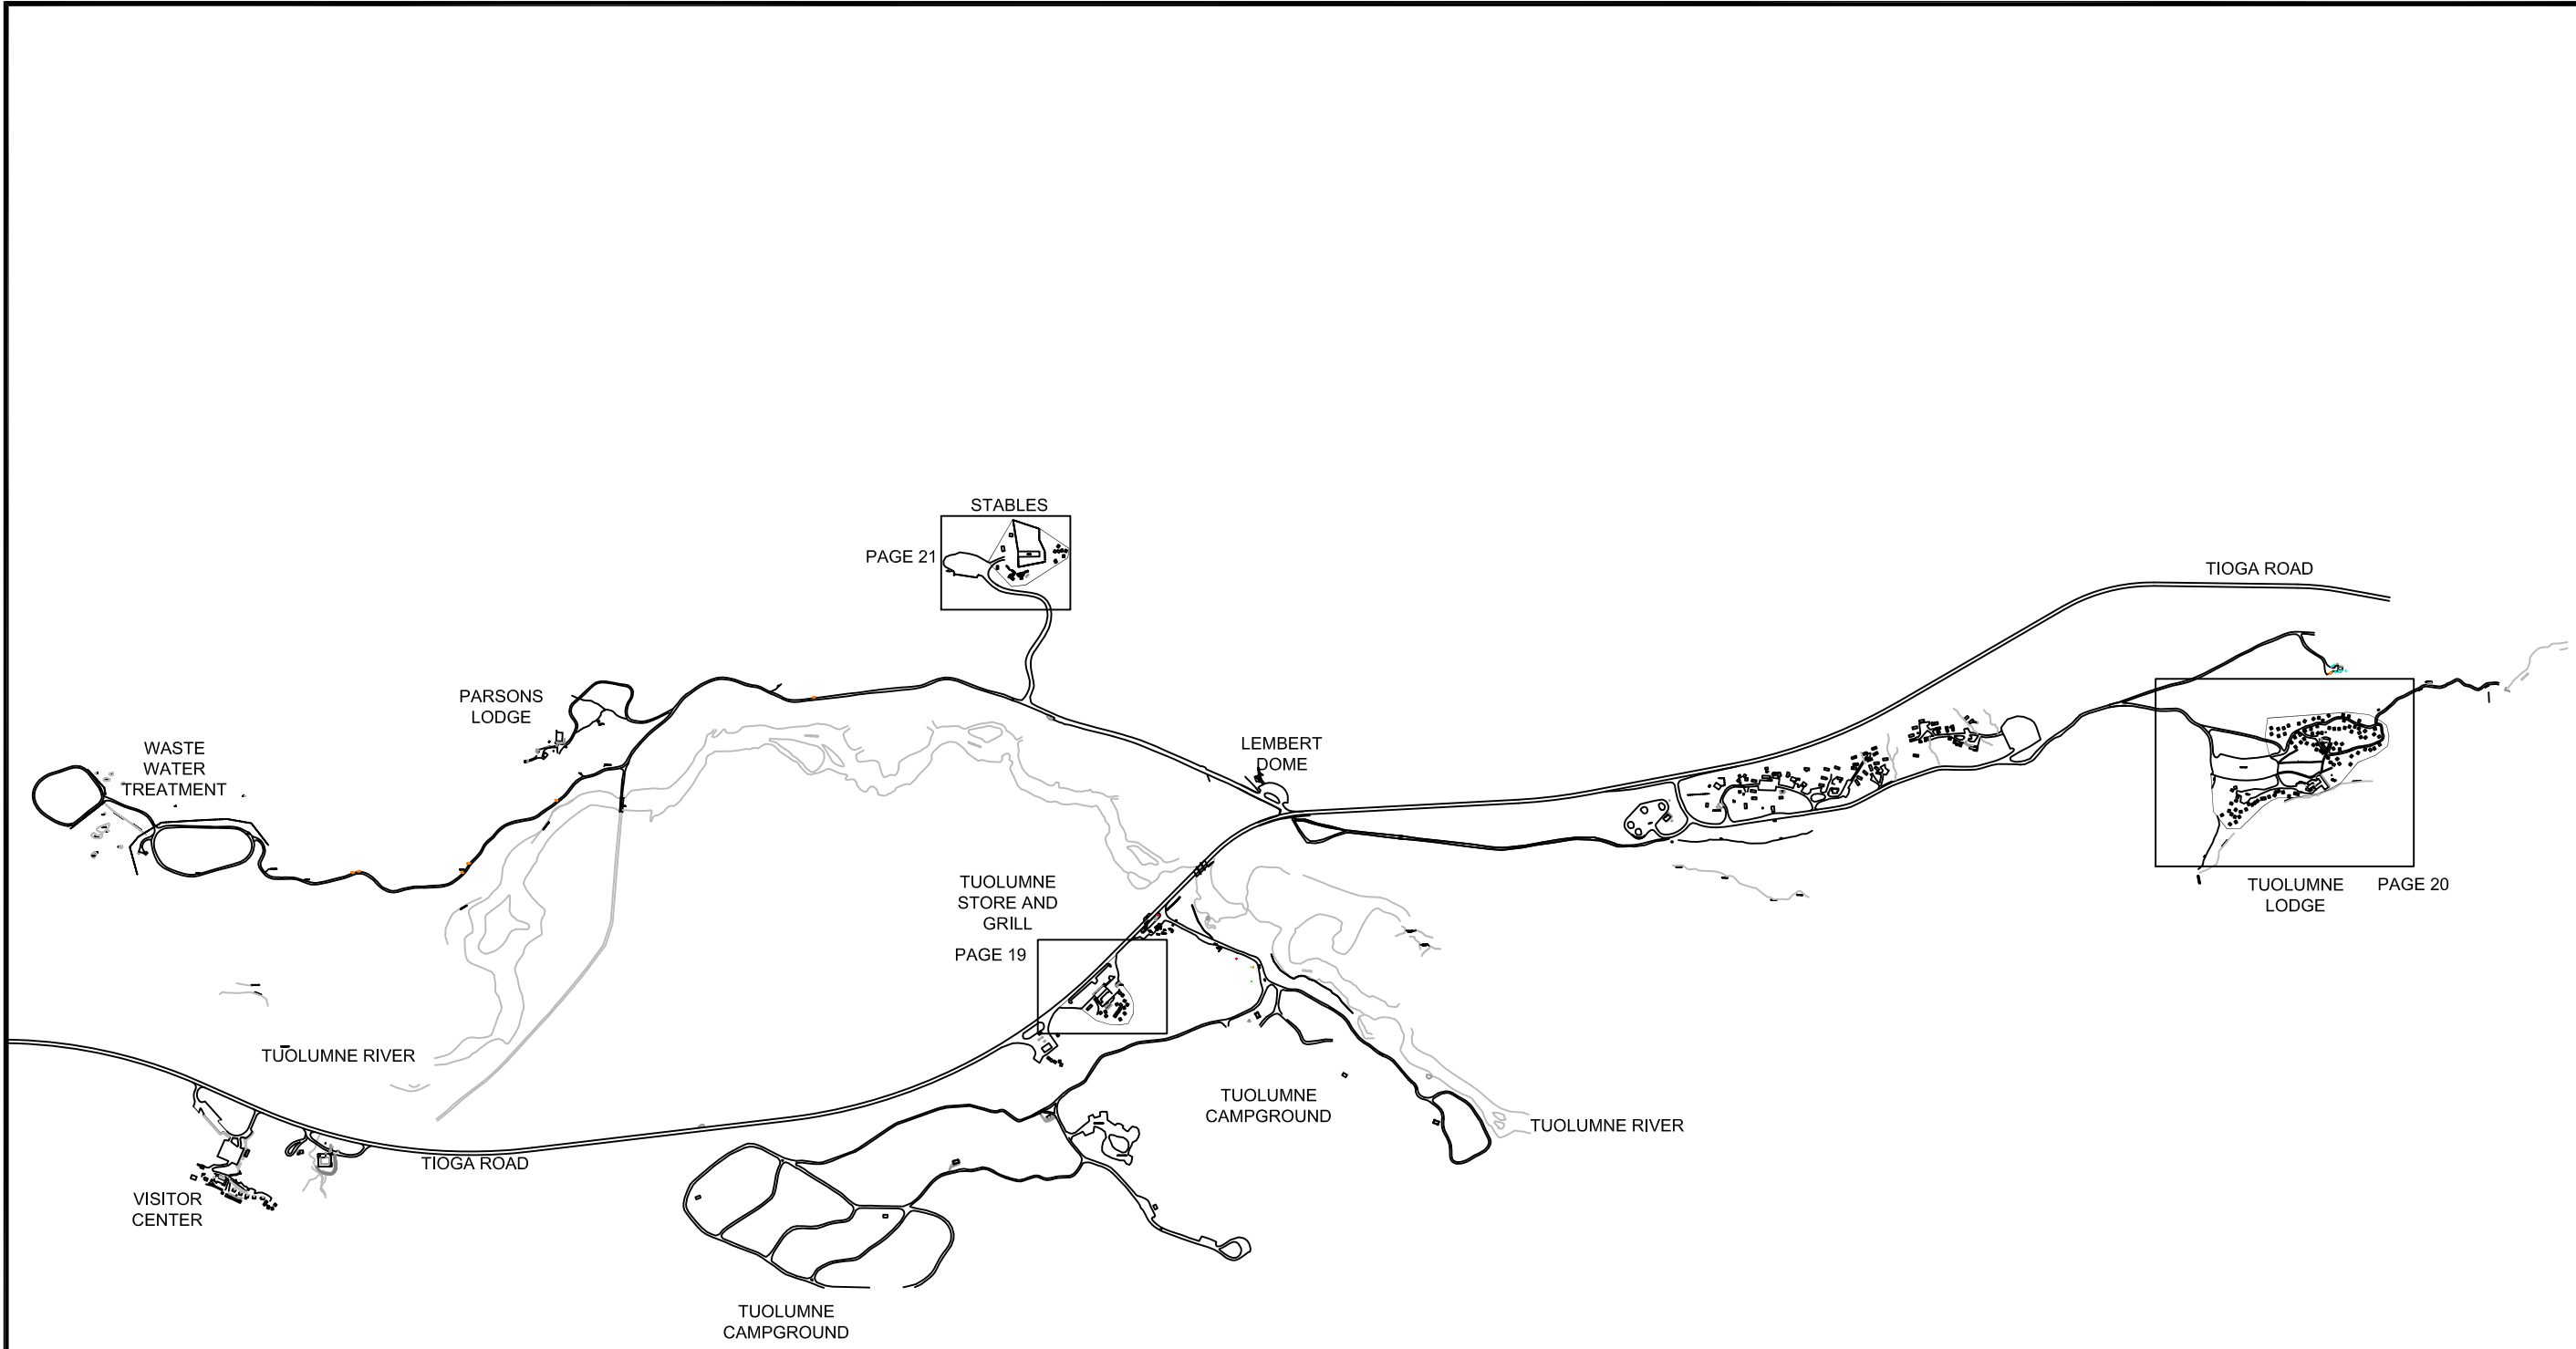 STABLES
PAGE 21
TIOGA ROAD
PARSONS
LODGE
WASTE
WATER
TREATMENT
LEMBERT
DOME
TUOLUMNE
STORE AND
GRILL
PAGE 19
TUOLUMNE
LODGE
PAGE 20
TUOLUMNE RIVER
TUOLUMNE
CAMPGROUND
TUOLUMNE RIVER
TIOGA ROAD
VISITOR
CENTER
TUOLUMNE
CAMPGROUND